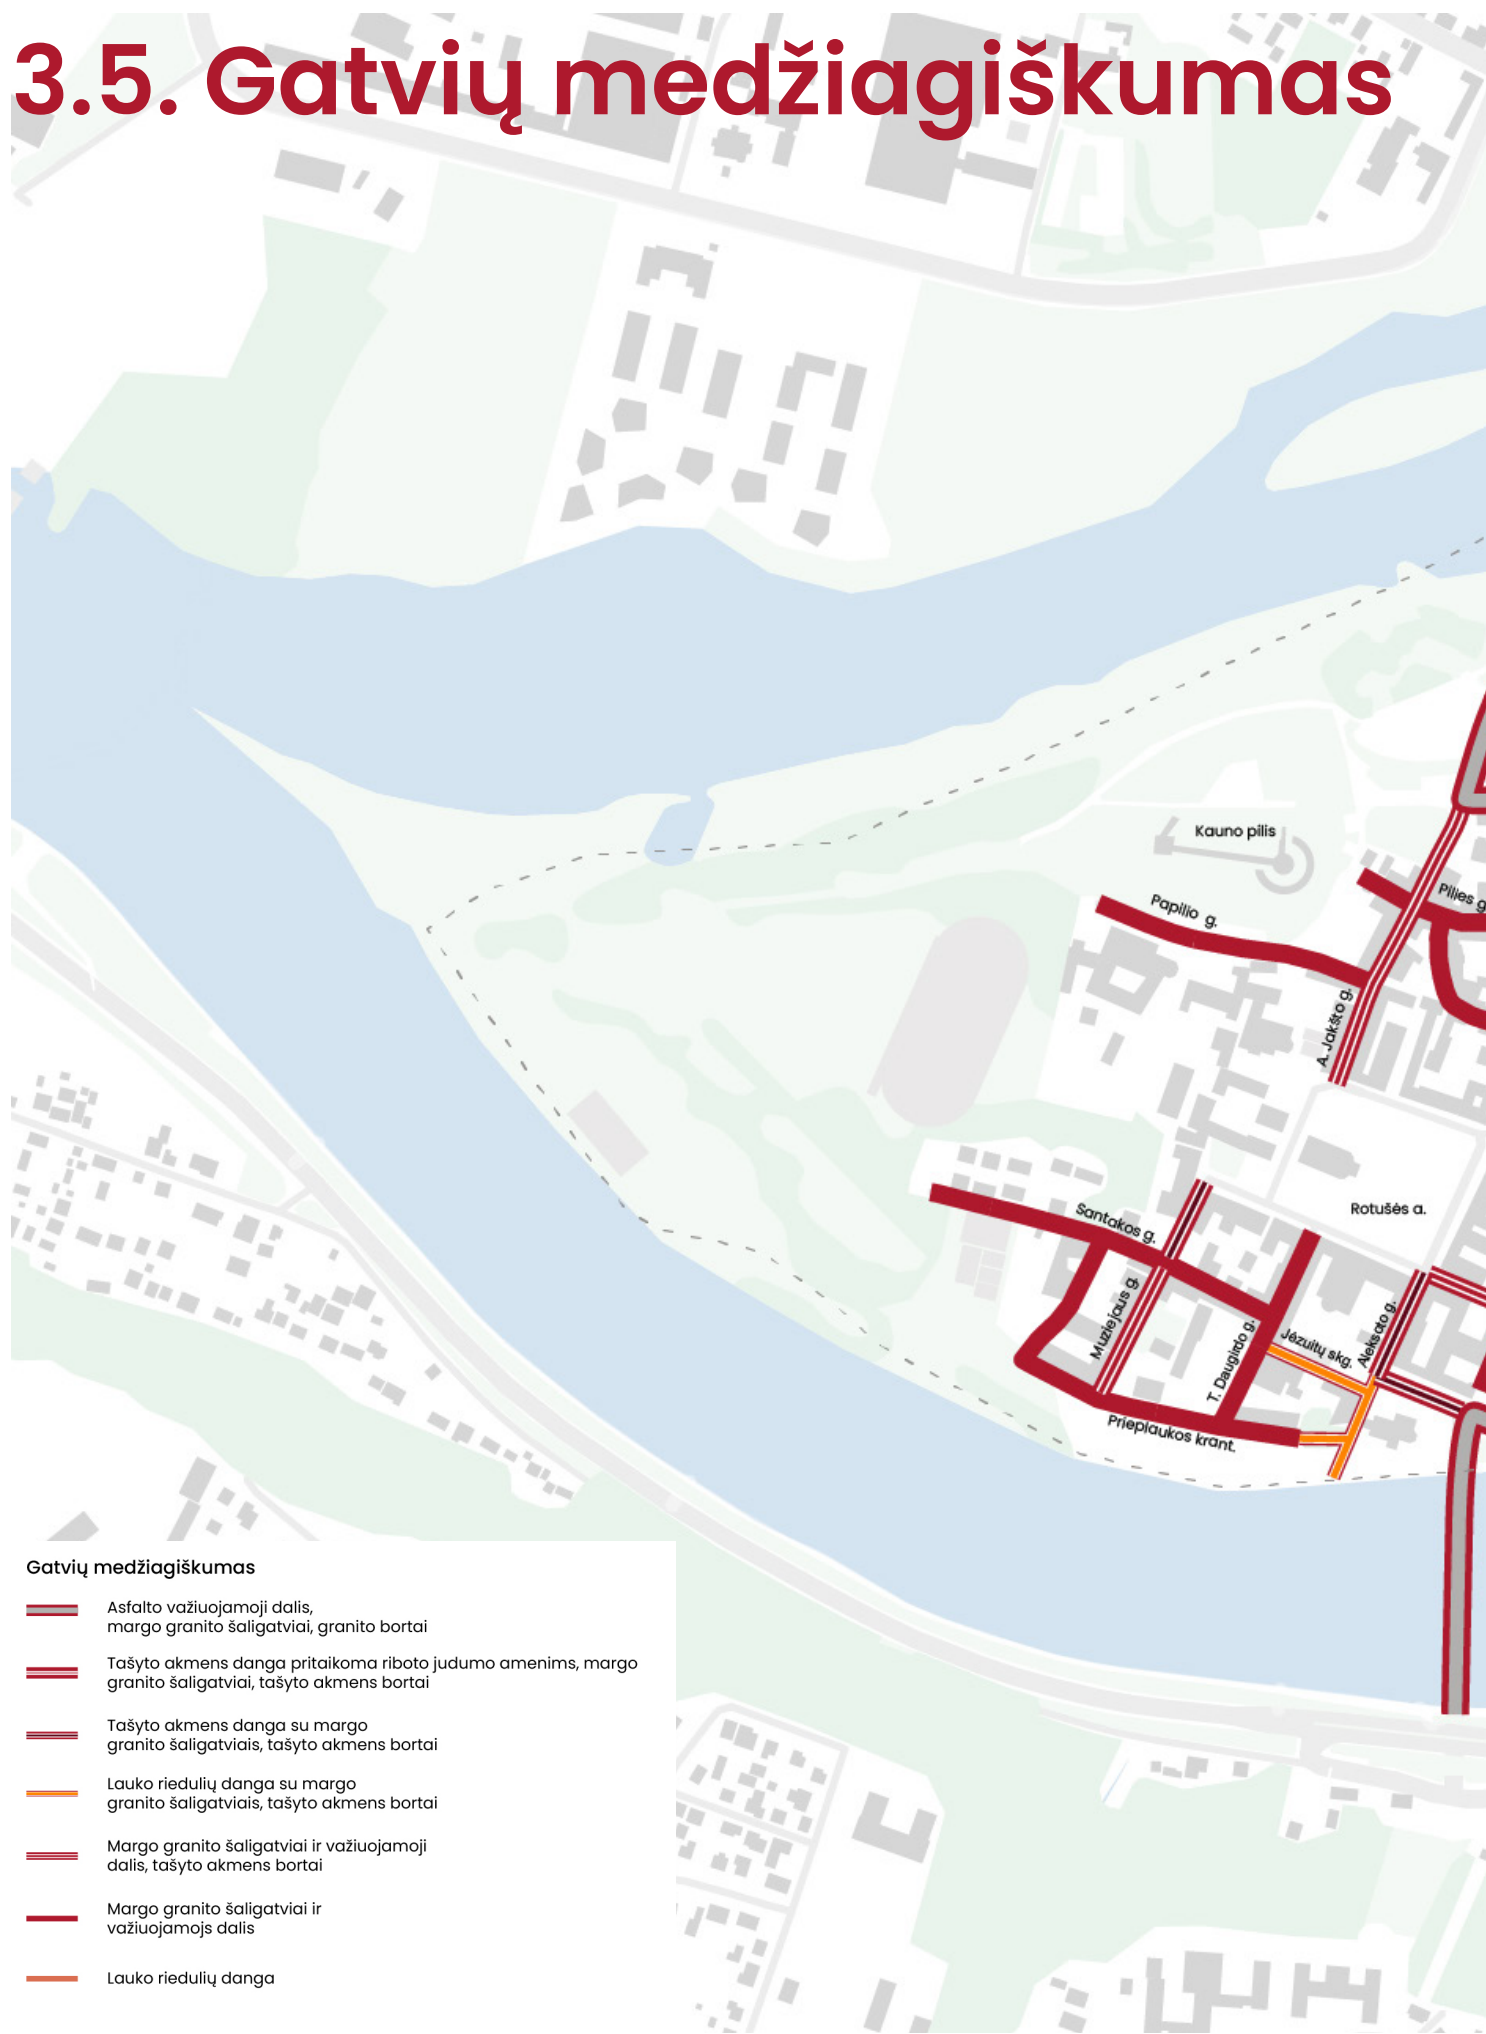 3.5. Gatvių medžiagiškumas
Kauno pilis
Pilies g
Papilio g.
A. Jakšto g.
Rotušės a.
Santakos g.
Muziejaus g.
T. Daugirdo g.
Jėzuitų skg.
Aleksoto g.
Prieplaukos krant.
Gatvių medžiagiškumas
Asfalto važiuojamoji dalis,
margo granito šaligatviai, granito bortai
Tašyto akmens danga pritaikoma riboto judumo amenims, margo
granito šaligatviai, tašyto akmens bortai
Tašyto akmens danga su margo
granito šaligatviais, tašyto akmens bortai
Lauko riedulių danga su margo
granito šaligatviais, tašyto akmens bortai
Margo granito šaligatviai ir važiuojamoji
dalis, tašyto akmens bortai
Margo granito šaligatviai ir
važiuojamojs dalis
Lauko riedulių danga